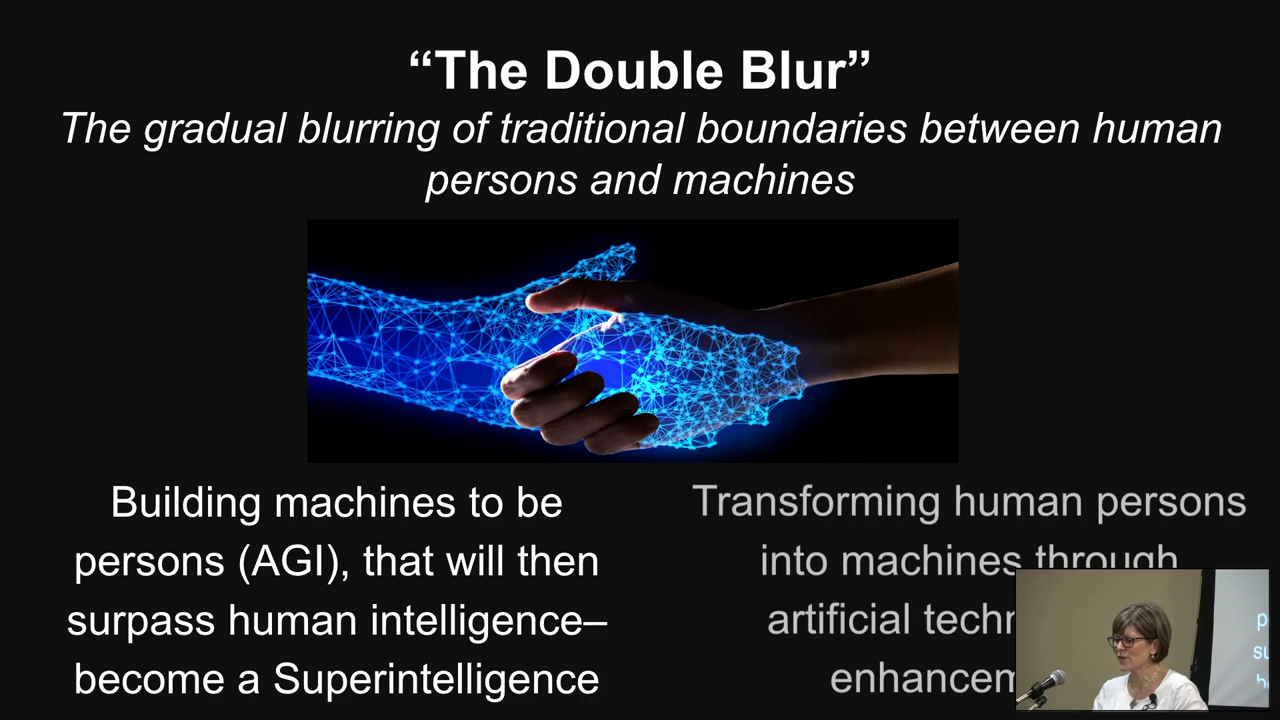 “The Double Blur”
The gradual blurring of traditional boundaries between human
persons and machines
Building machines to be
persons (AGI), that will then
surpass human intelligence–
become a Superintelligence
Transforming human persons
into machines through
artificial